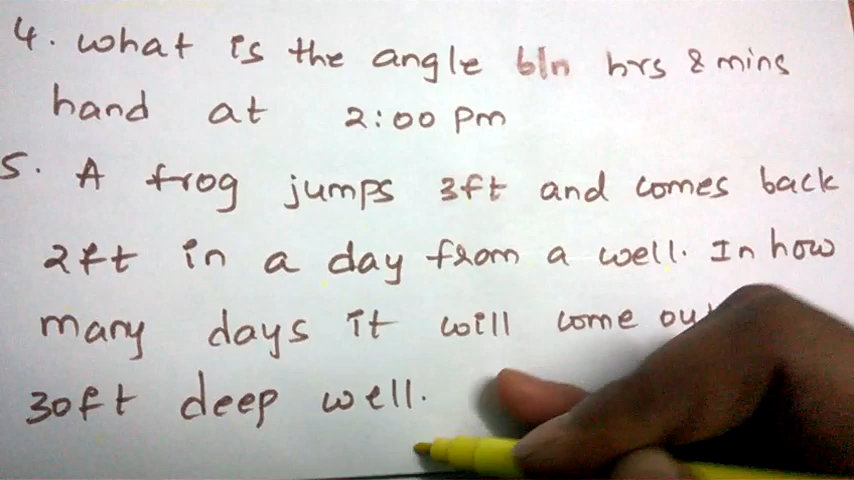 4. what is the angle b/n hrs & mins
hand at 2:00 pm
5. A frog jumps 3ft and comes back
2ft in a day from a well. In how
many days it will come
30ft deep well.